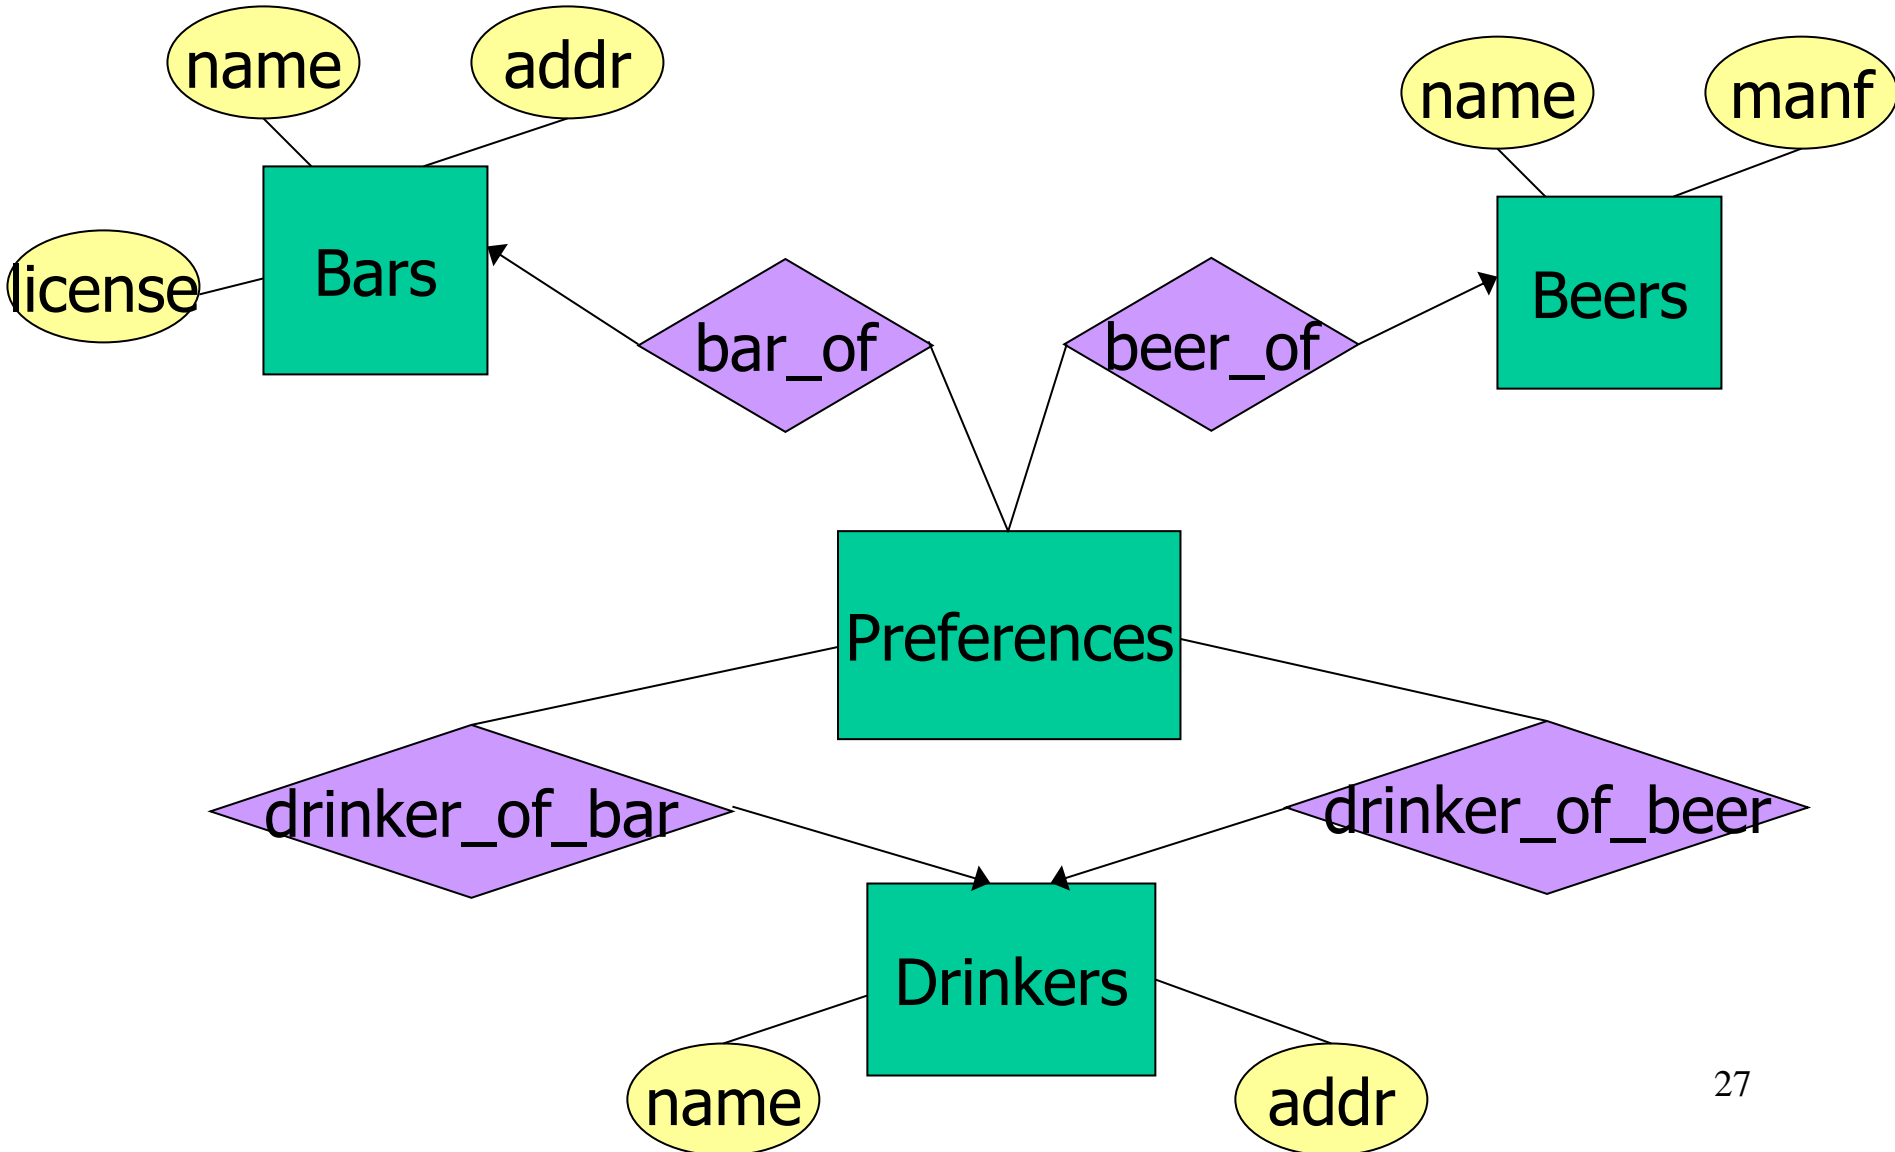 name
addr
name
manf
license
Bars
Beers
bar_of
beer_of
Preferences
drinker_of_bar
drinker_of_beer
Drinkers
name
addr
27